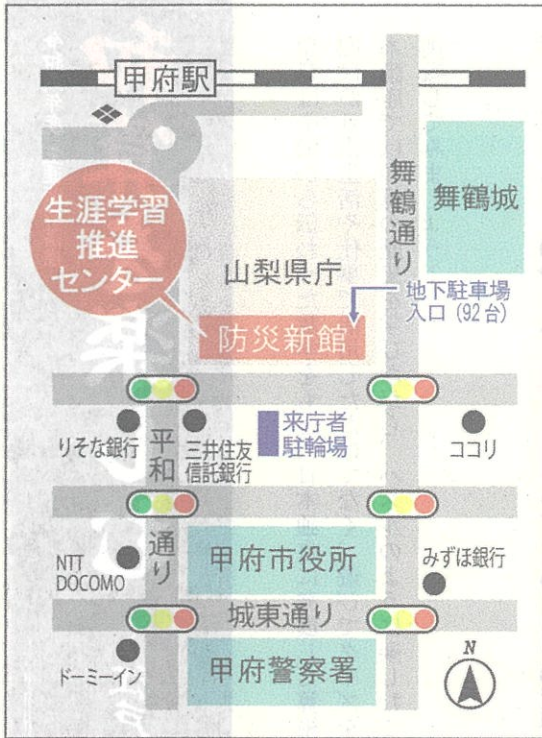 甲府駅
舞鶴通り
舞鶴城
生涯学習
推進
センター
山梨県庁
地下駐車場
入口（92台）
防災新館
りそな銀行
平和通り
三井住友
信託銀行
来庁者
駐輪場
ココリ
NTT
DOCOMO
甲府市役所
みずほ銀行
城東通り
ドーミーイン
甲府警察署
N